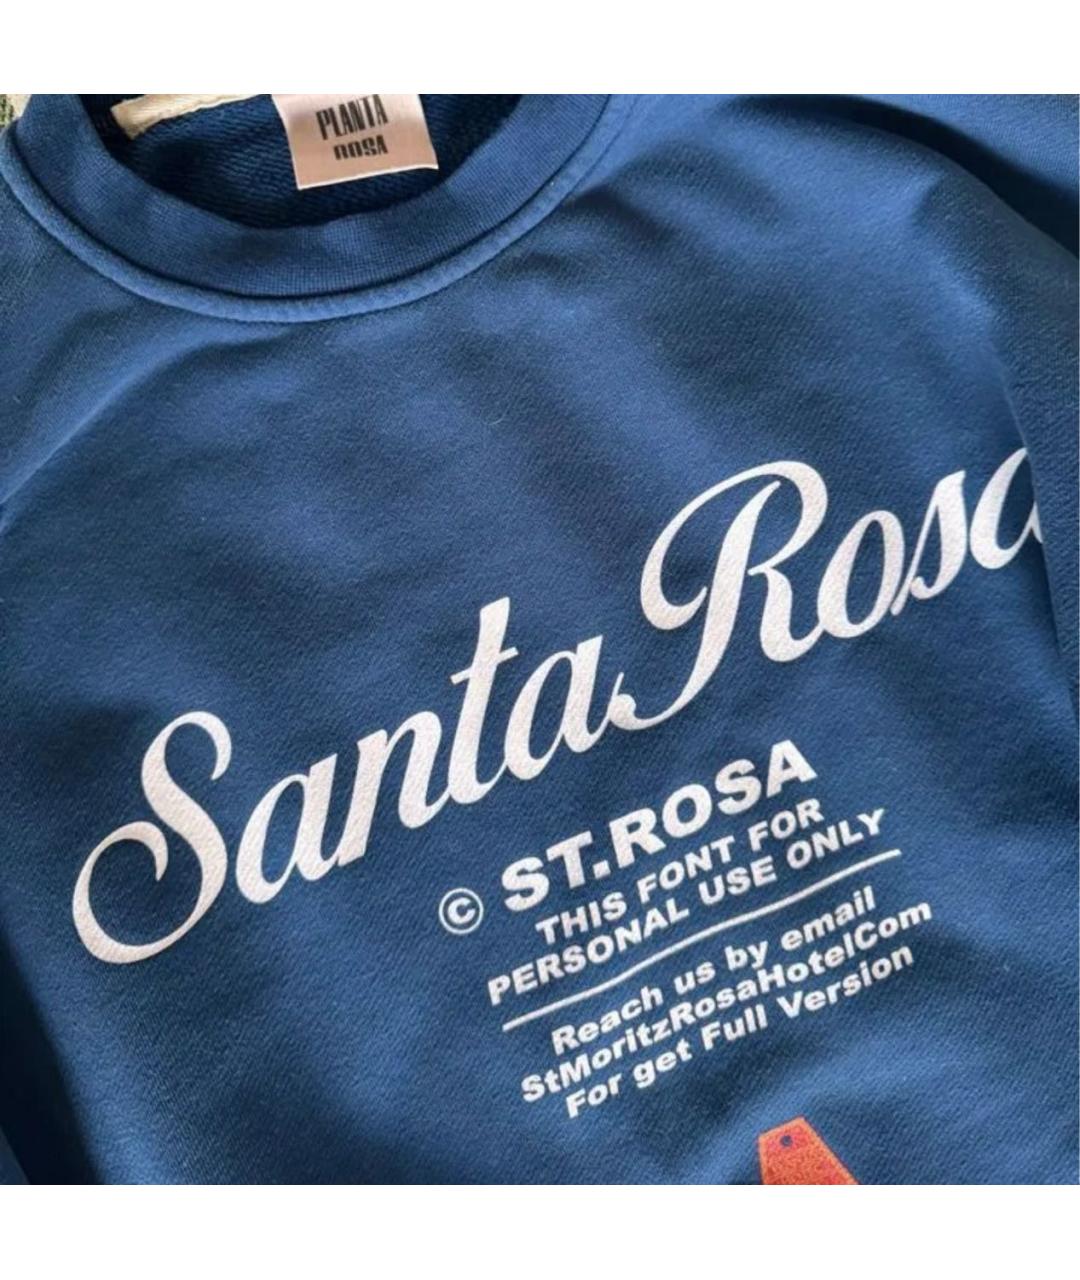 PLANTA
ROSA
Santa Rosa
© ST.ROSA
THIS FONT FOR
PERSONAL USE ONLY
Reach us by email
StMoritzRosaHotelCom
For get Full Version